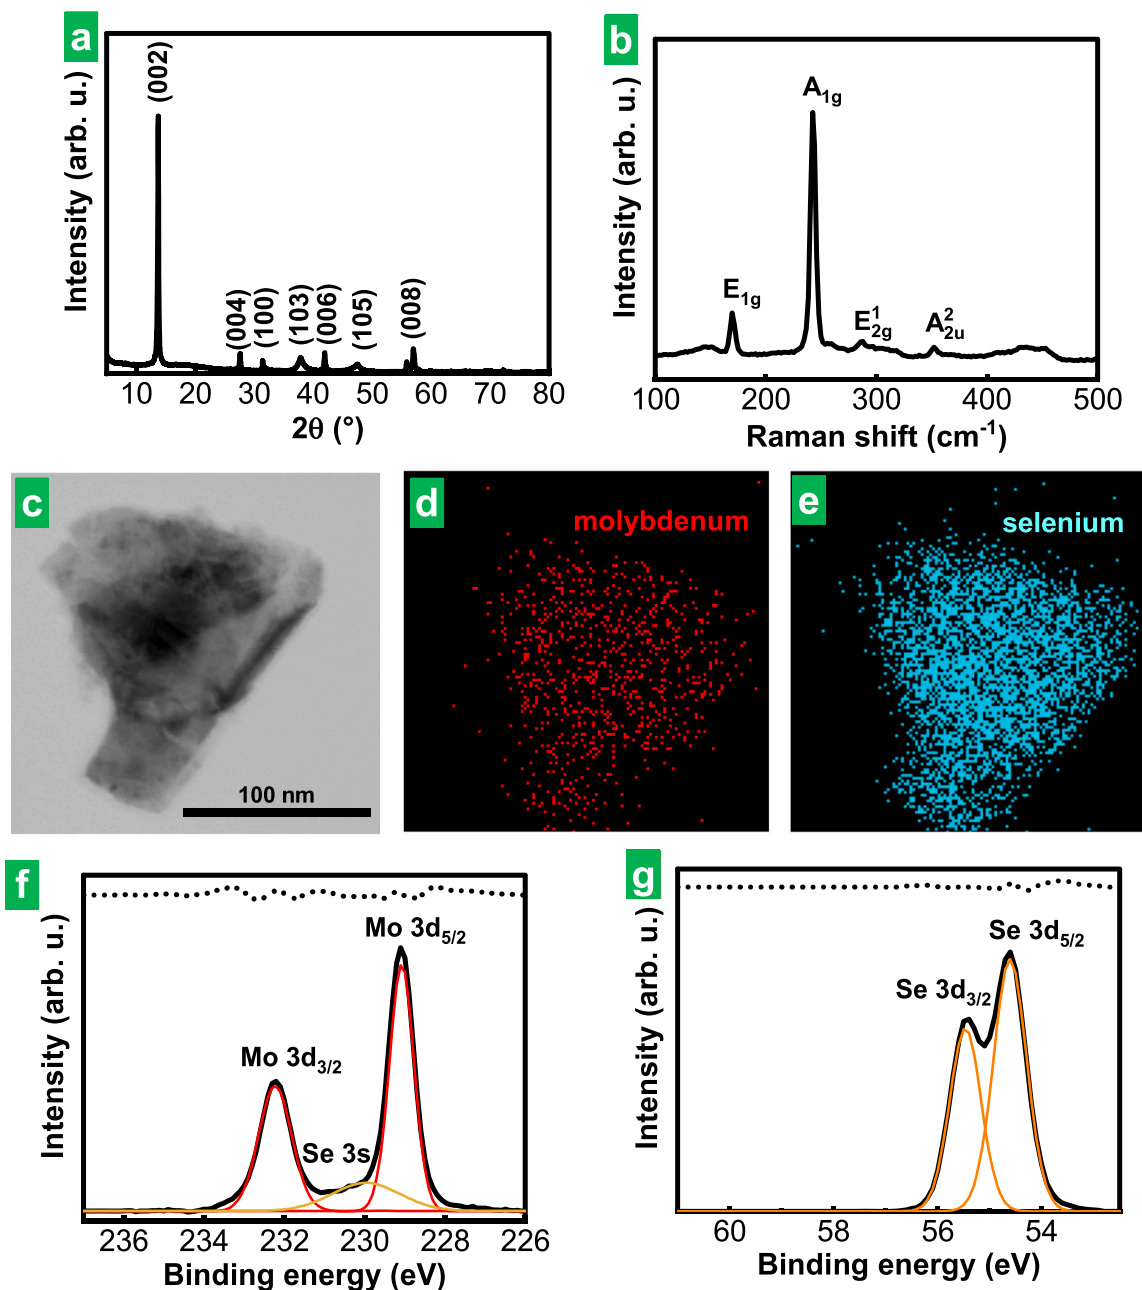 a
Intensity (arb. u.)
(002)
(004)
(100)
(103)
(006)
(105)
(008)
10 20 30 40 50 60 70 80
2θ (°)
b
Intensity (arb. u.)
E1g
A1g
E12g
A22u
100 200 300 400 500
Raman shift (cm-1)
c
100 nm
d
molybdenum
e
selenium
f
Intensity (arb. u.)
Mo 3d5/2
Mo 3d3/2
Se 3s
236 234 232 230 228 226
Binding energy (eV)
g
Intensity (arb. u.)
Se 3d5/2
Se 3d3/2
60 58 56 54
Binding energy (eV)